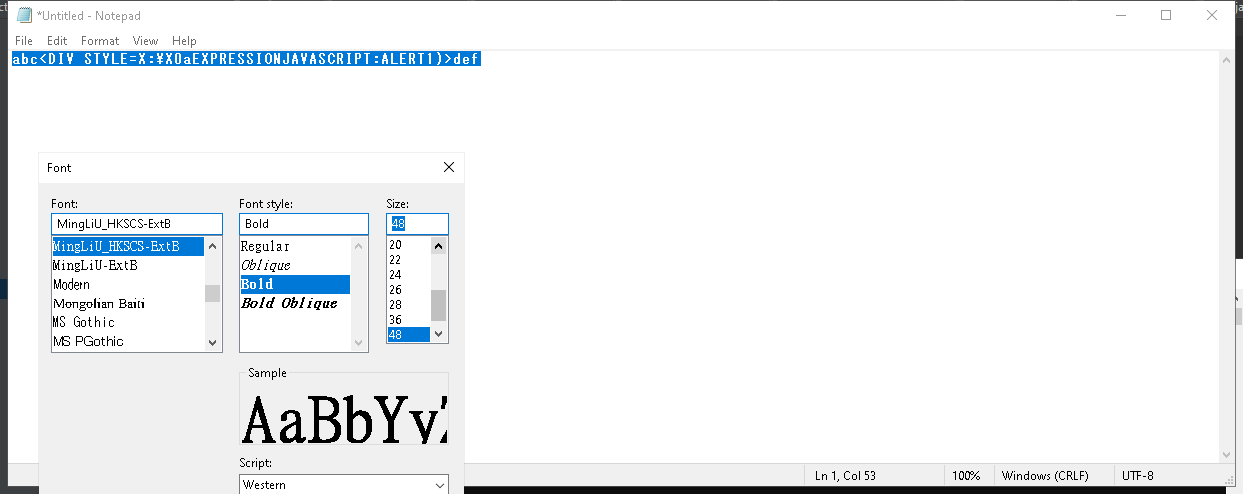 *Untitled - Notepad
File Edit Format View Help
abc<DIV STYLE=X:¥X0aEXPRESSIONJAVASCRIPT:ALERT1)>def
Font
Font:
MingLiU_HKSCS-ExtB
MingLiU_HKSCS-ExtB
MingLiU-ExtB
Modern
Mongolian Baiti
MS Gothic
MS PGothic
Font style:
Bold
Regular
Oblique
Bold
Bold Oblique
Size:
48
20
22
24
26
28
36
48
Sample
AaBbYy
Script:
Western
Ln 1, Col 53 100% Windows (CRLF) UTF-8